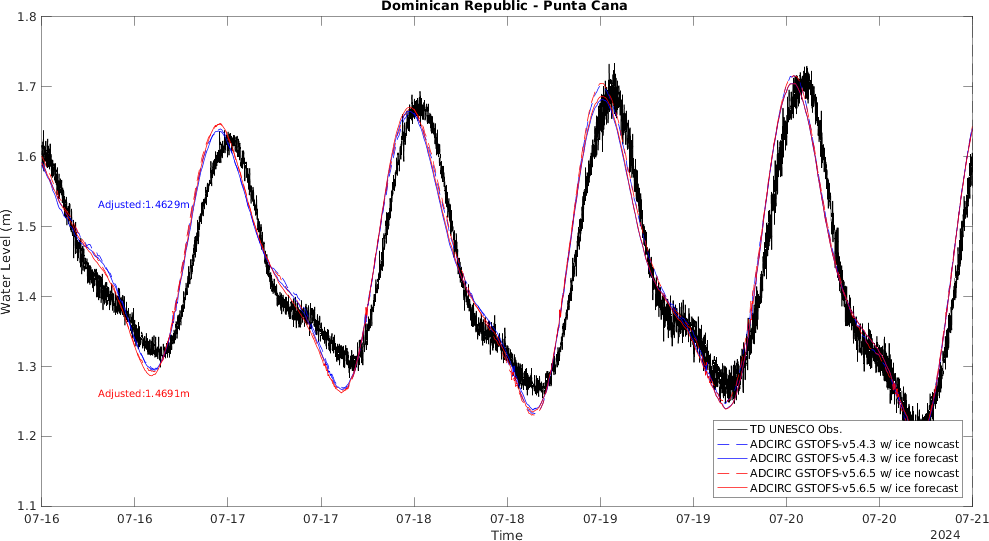 Dominican Republic - Punta Cana
Water Level (m)
1.8
1.7
1.6
1.5
1.4
1.3
1.2
1.1
Adjusted:1.4629m
Adjusted:1.4691m
TD UNESCO Obs.
ADCIRC GSTOFS-v5.4.3 w/ ice nowcast
ADCIRC GSTOFS-v5.4.3 w/ ice forecast
ADCIRC GSTOFS-v5.6.5 w/ ice nowcast
ADCIRC GSTOFS-v5.6.5 w/ ice forecast
07-16 07-16 07-17 07-17 07-18 07-18 07-19 07-19 07-20 07-20 07-21
Time
2024